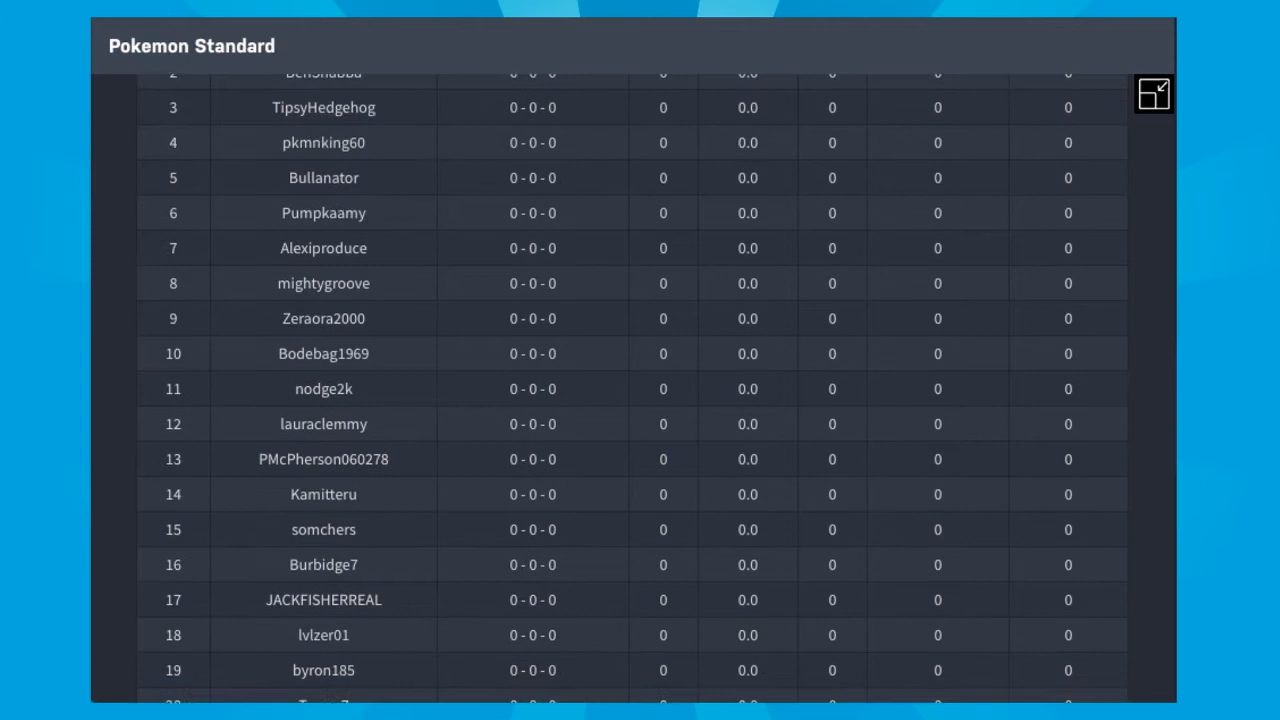 Pokemon Standard
3 TipsyHedgehog 0 - 0 - 0 0 0.0 0 0 0
4 pkmnking60 0 - 0 - 0 0 0.0 0 0 0
5 Bullanator 0 - 0 - 0 0 0.0 0 0 0
6 Pumpkaamy 0 - 0 - 0 0 0.0 0 0 0
7 Alexiproduce 0 - 0 - 0 0 0.0 0 0 0
8 mightygroove 0 - 0 - 0 0 0.0 0 0 0
9 Zeraora2000 0 - 0 - 0 0 0.0 0 0 0
10 Bodebag1969 0 - 0 - 0 0 0.0 0 0 0
11 nodge2k 0 - 0 - 0 0 0.0 0 0 0
12 lauraclemmy 0 - 0 - 0 0 0.0 0 0 0
13 PMcPherson060278 0 - 0 - 0 0 0.0 0 0 0
14 Kamitteru 0 - 0 - 0 0 0.0 0 0 0
15 somchers 0 - 0 - 0 0 0.0 0 0 0
16 Burbidge7 0 - 0 - 0 0 0.0 0 0 0
17 JACKFISHERREAL 0 - 0 - 0 0 0.0 0 0 0
18 lvlzer01 0 - 0 - 0 0 0.0 0 0 0
19 byron185 0 - 0 - 0 0 0.0 0 0 0